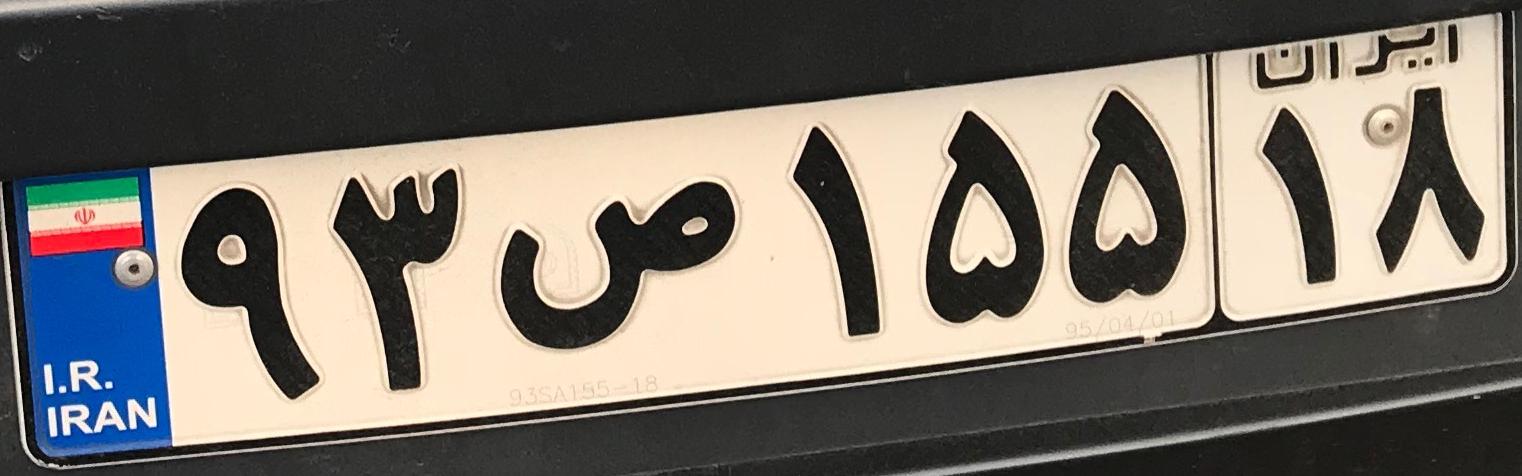 I.R.
IRAN
۹۳ ص ۱۵۵
ایران
۱۸
93SA155-18
95/04/01